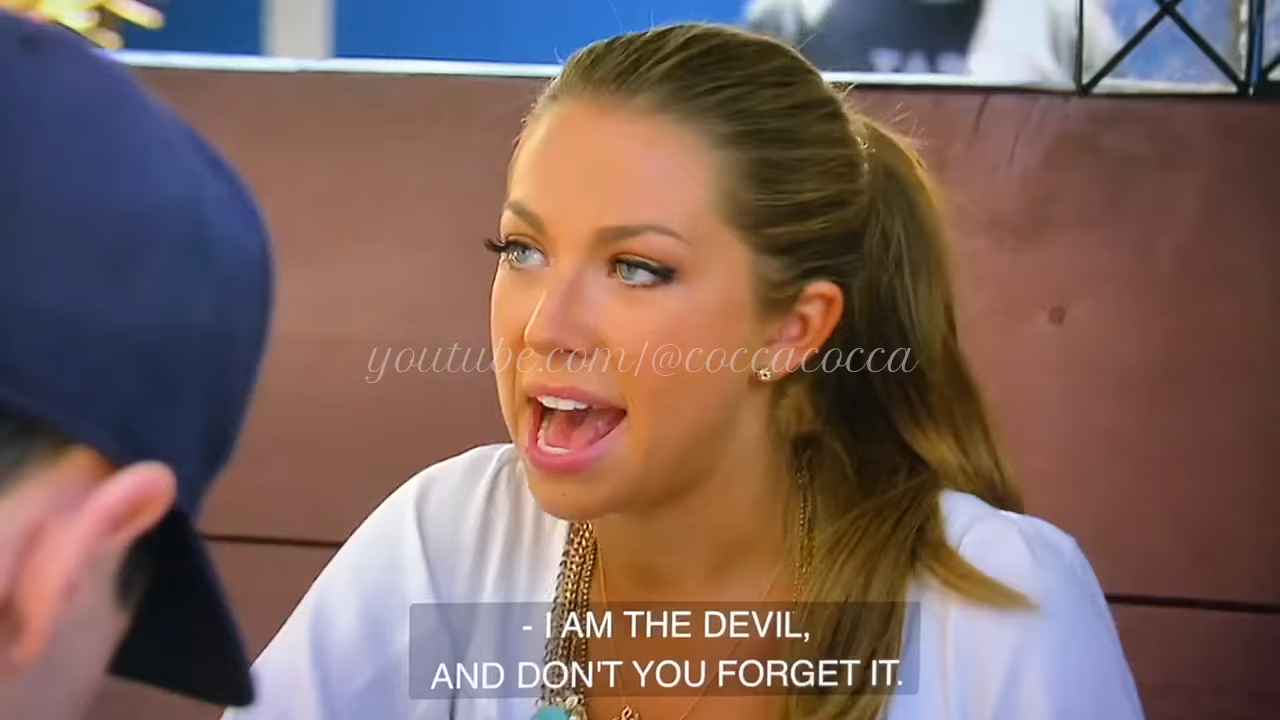 youtube.com/@coccacocca
- I AM THE DEVIL,
AND DON'T YOU FORGET IT.